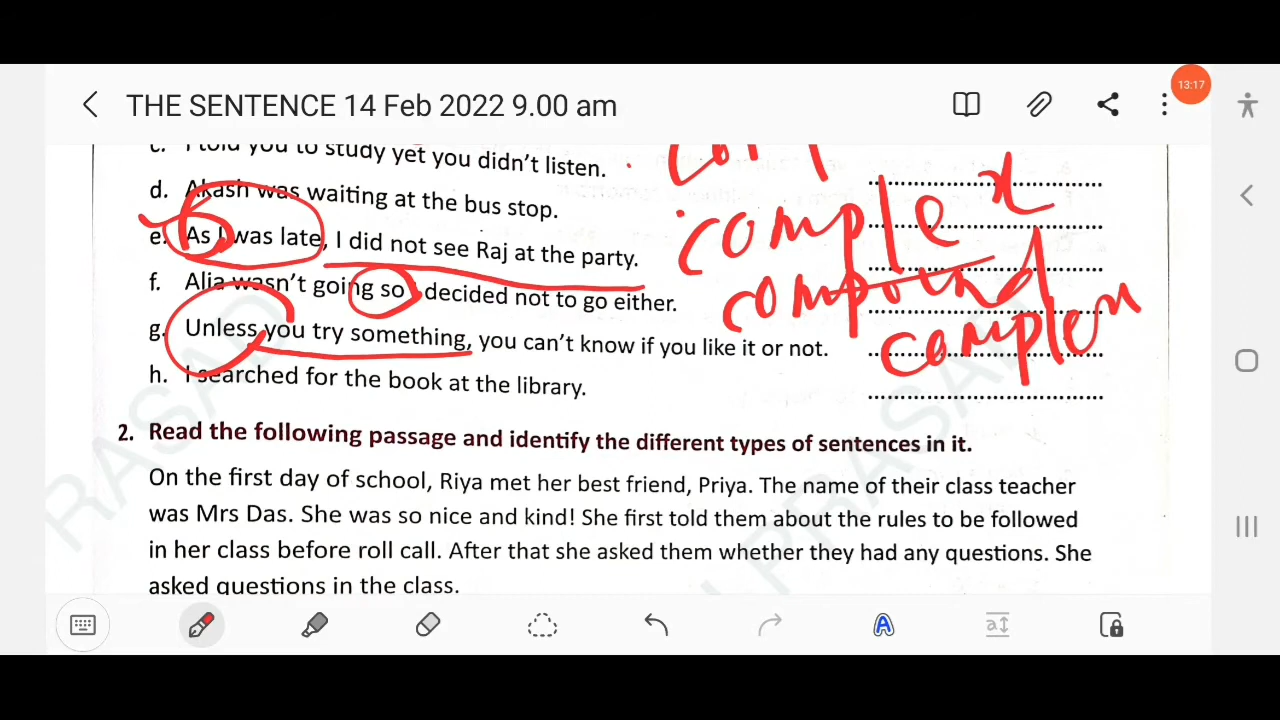 13:17
THE SENTENCE 14 Feb 2022 9.00 am
c. I told you to study yet you didn't listen.
d. Akash was waiting at the bus stop.
complex
e. As I was late, I did not see Raj at the party.
compound
f. Alia wasn't going so I decided not to go either.
complex
g. Unless you try something, you can't know if you like it or not.
h. I searched for the book at the library.
2. Read the following passage and identify the different types of sentences in it.
On the first day of school, Riya met her best friend, Priya. The name of their class teacher
was Mrs Das. She was so nice and kind! She first told them about the rules to be followed
in her class before roll call. After that she asked them whether they had any questions. She
asked questions in the class.
PRASAD
PRASAD